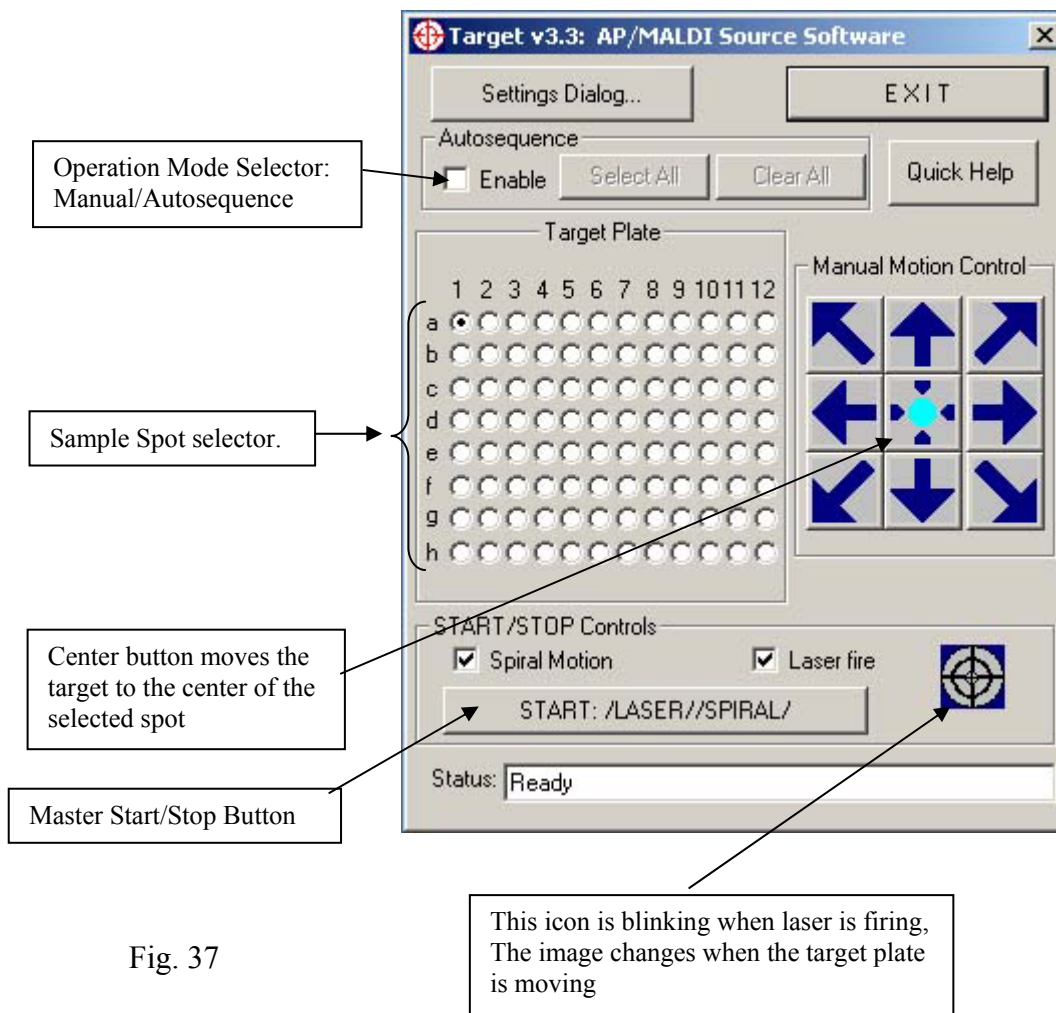 Target v3.3: AP/MALDI Source Software
Settings Dialog...
EXIT
Autosequence
Enable
Select All
Clear All
Quick Help
Operation Mode Selector:
Manual/Autosequence
Target Plate
1 2 3 4 5 6 7 8 9 10 11 12
a
b
c
d
e
f
g
h
Manual Motion Control
Sample Spot selector.
Center button moves the
target to the center of the
selected spot
START/STOP Controls
Spiral Motion
Laser fire
START: /LASER//SPIRAL/
Status: Ready
Master Start/Stop Button
This icon is blinking when laser is firing,
The image changes when the target plate
is moving
Fig. 37